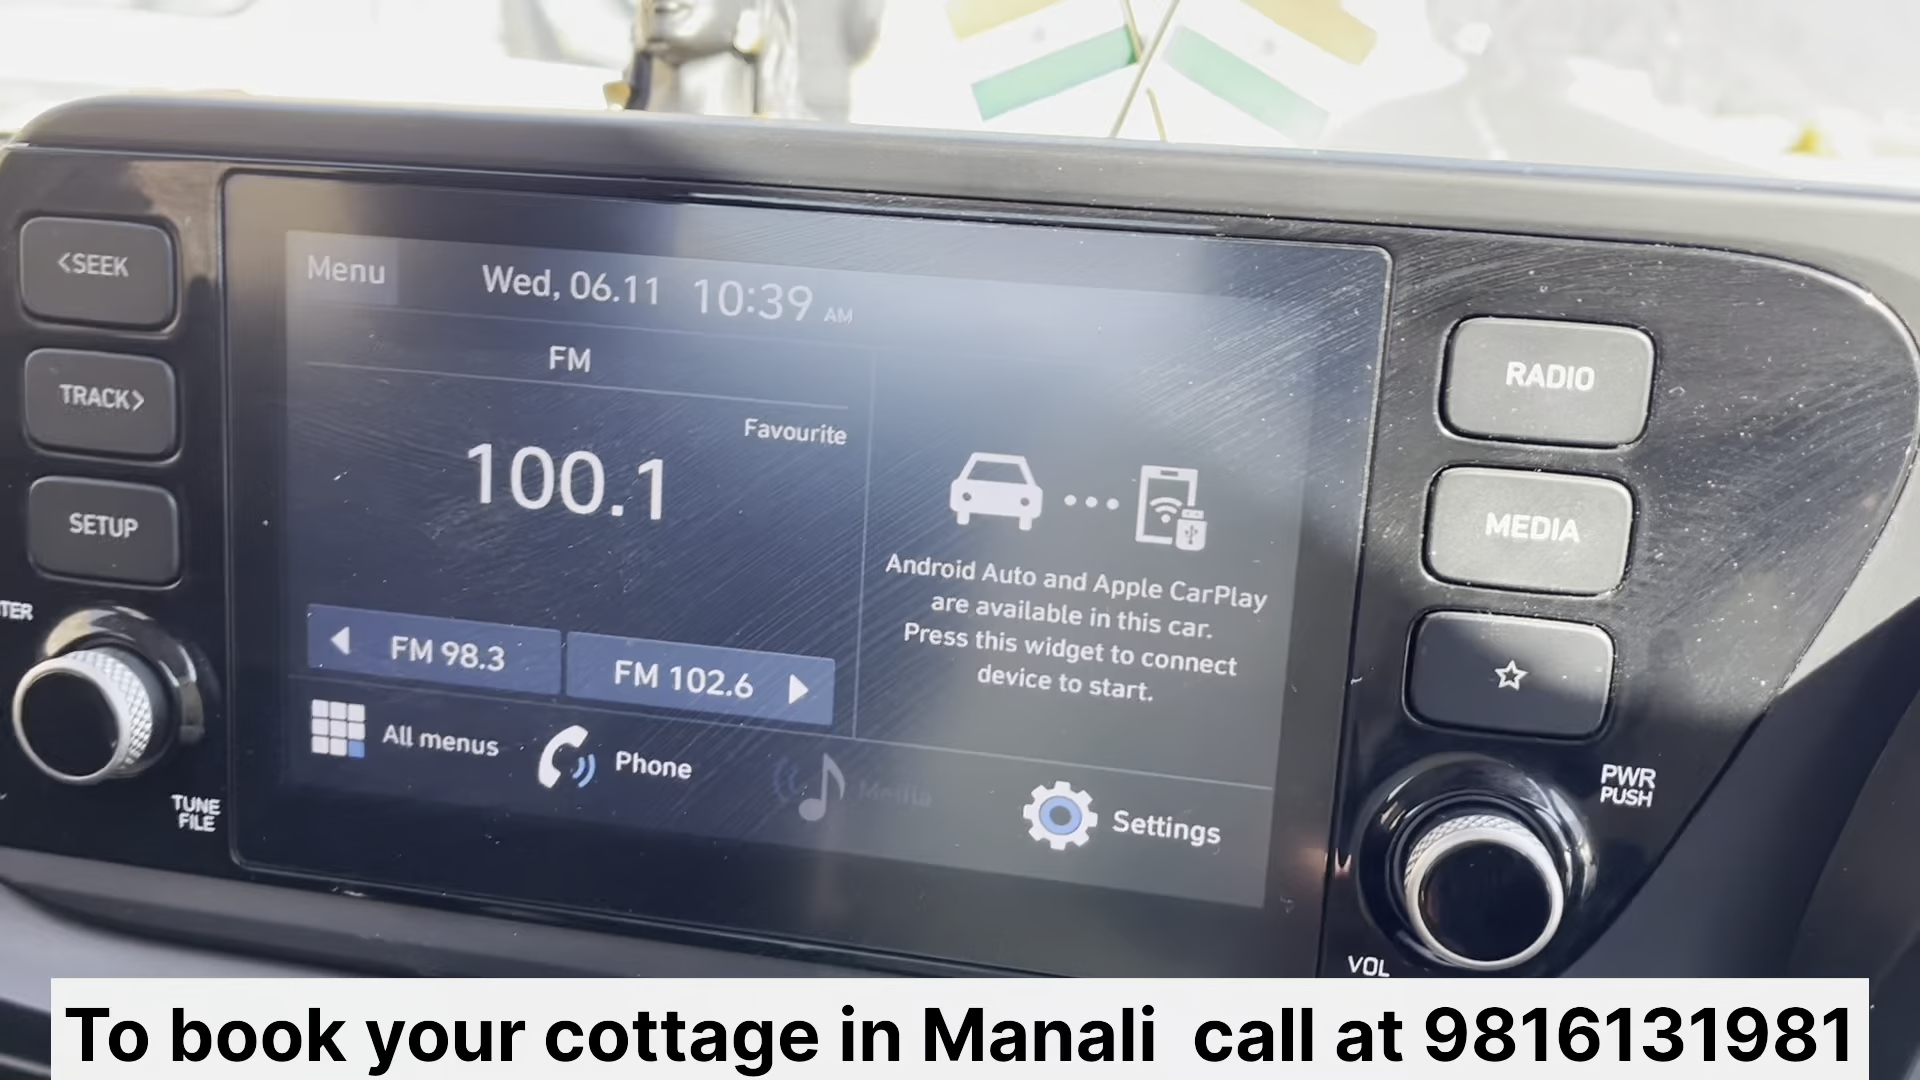 <SEEK
TRACK>
SETUP
TER
TUNE
FILE
Menu
Wed, 06.11 10:39 AM
FM
Favourite
100.1
FM 98.3
FM 102.6
All menus
Phone
Media
Settings
Android Auto and Apple CarPlay
are available in this car.
Press this widget to connect
device to start.
RADIO
MEDIA
PWR
PUSH
VOL
To book your cottage in Manali call at 9816131981